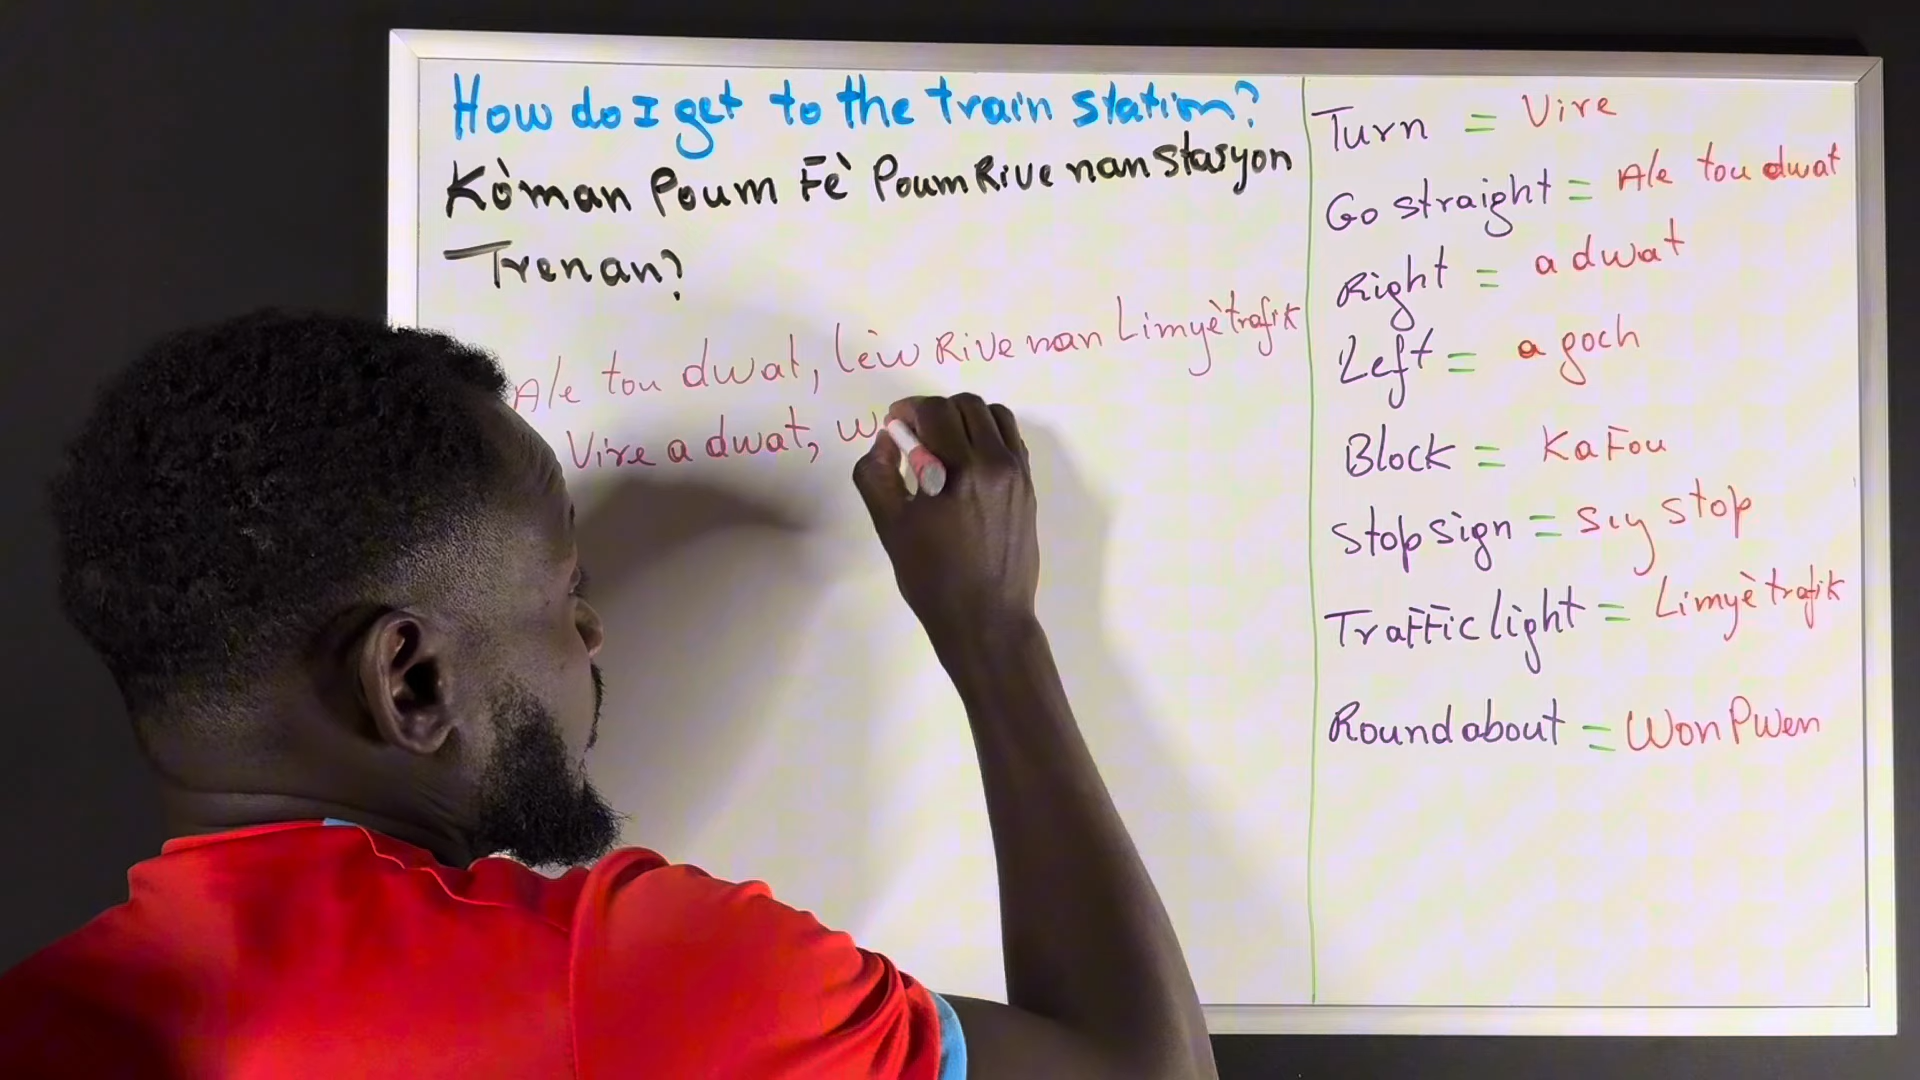 How do I get to the train station?
Kòman Poum Fè Poum Rive nan stasyon
Trenan?
Ale tou dwat, lèw Rive nan Limyè trafik
Vire a dwat, w
Turn = Vire
Go straight = Ale tou dwat
Right = a dwat
Left = a goch
Block = KaFou
Stop sign = Siy stop
Traffic light = Limyè trafik
Roundabout = Won Pwen